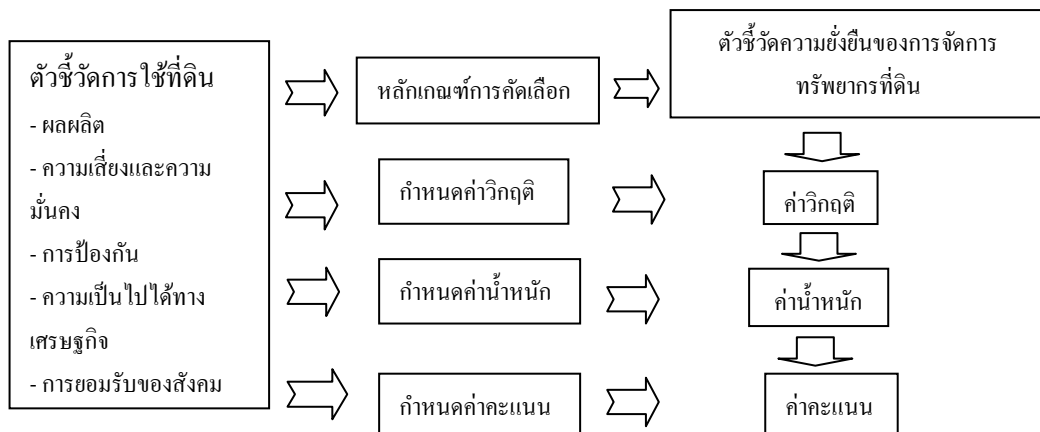 ตัวชี้วัดการใช้ที่ดิน
- ผลผลิต
- ความเสี่ยงและความ
มั่นคง
- การป้องกัน
- ความเป็นไปได้ทาง
เศรษฐกิจ
- การยอมรับของสังคม
หลักเกณฑ์การคัดเลือก
ตัวชี้วัดความยั่งยืนของการจัดการ
ทรัพยากรที่ดิน
กำหนดค่าวิกฤติ
ค่าวิกฤติ
กำหนดค่าน้ำหนัก
ค่าน้ำหนัก
กำหนดค่าคะแนน
ค่าคะแนน